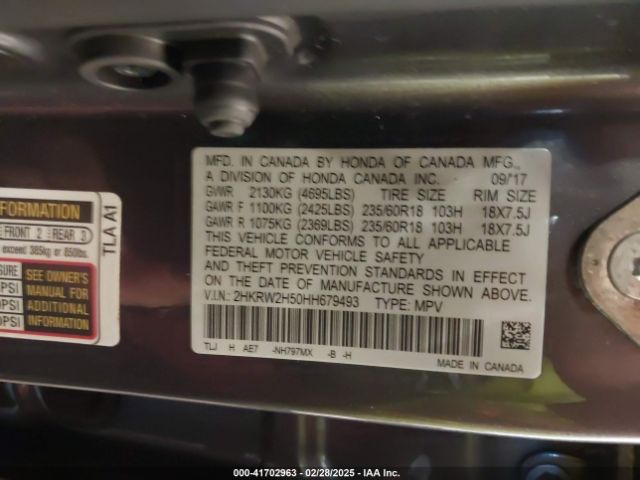 MFD. IN CANADA BY HONDA OF CANADA MFG.,
A DIVISION OF HONDA CANADA INC. 09/'17
GVWR 2130KG (4695LBS) TIRE SIZE RIM SIZE
GAWR F 1100KG (2425LBS) 235/60R18 103H 18X7.5J
GAWR R 1075KG (2369LBS) 235/60R18 103H 18X7.5J
THIS VEHICLE CONFORMS TO ALL APPLICABLE
FEDERAL MOTOR VEHICLE SAFETY
AND THEFT PREVENTION STANDARDS IN EFFECT
ON THE DATE OF MANUFACTURE SHOWN ABOVE.
V.I.N.: 2HKRW2H50HH679493 TYPE: MPV
TLJ H AE7 -NH797MX -B -H
MADE IN CANADA
FORMATION
FRONT 2 REAR 3
exceed 385kg or 850lbs.
TLA A1
SEE OWNER'S
MANUAL FOR
ADDITIONAL
INFORMATION
PSI
PSI
000-41702963 - 02/28/2025 - IAA Inc.